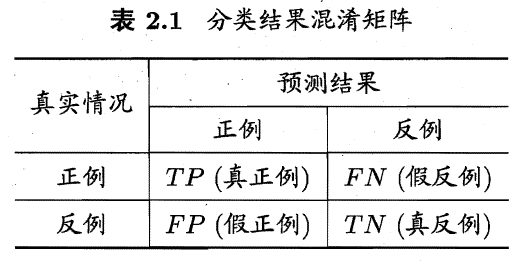 表 2.1 分类结果混淆矩阵
真实情况 预测结果
正例 反例
正例 TP (真正例) FN (假反例)
反例 FP (假正例) TN (真反例)